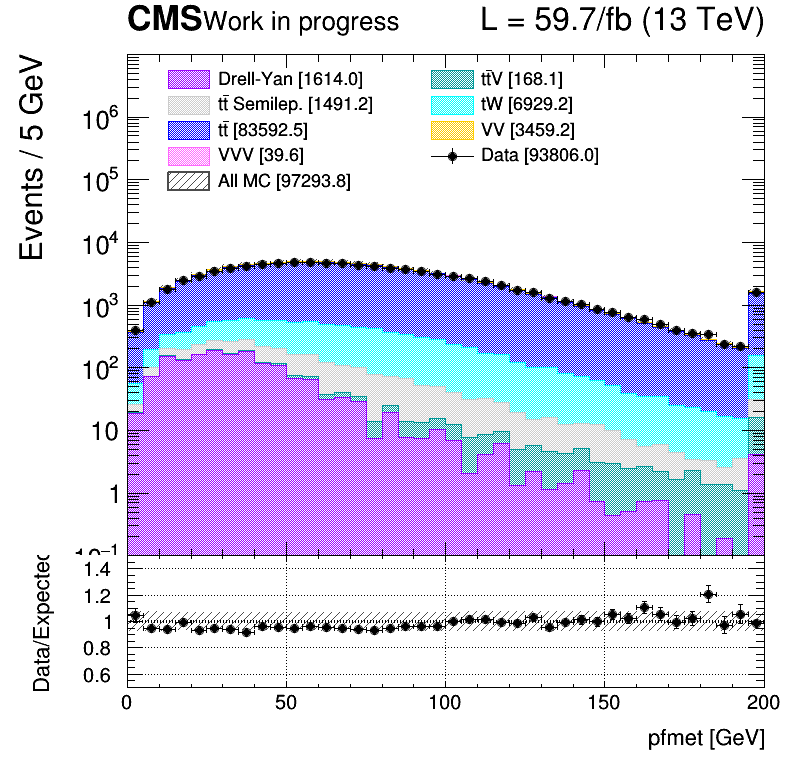 CMS Work in progress L = 59.7/fb (13 TeV)
Events / 5 GeV
Drell-Yan [1614.0] tt̄V [168.1]
tt̄ Semilep. [1491.2] tW [6929.2]
tt̄ [83592.5] VV [3459.2]
VVV [39.6] Data [93806.0]
All MC [97293.8]
10⁶
10⁵
10⁴
10³
10²
10
1
10⁻¹
Data/Expected
1.4
1.2
1
0.8
0.6
0 50 100 150 200
pfmet [GeV]